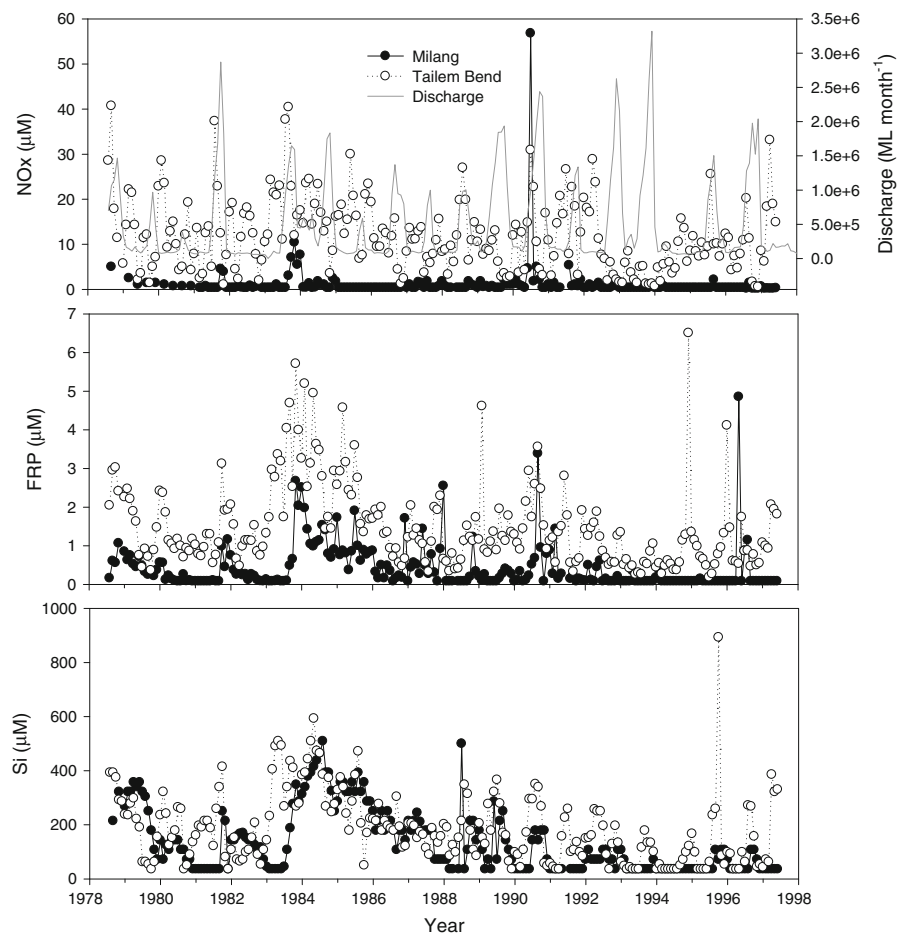 60
50
40
30
20
10
0
NOx (µM)
Milang
Tailem Bend
Discharge
3.5e+6
3.0e+6
2.5e+6
2.0e+6
1.5e+6
1.0e+6
5.0e+5
0.0
Discharge (ML month⁻¹)
7
6
5
4
3
2
1
0
FRP (µM)
1000
800
600
400
200
0
Si (µM)
1978 1980 1982 1984 1986 1988 1990 1992 1994 1996 1998
Year